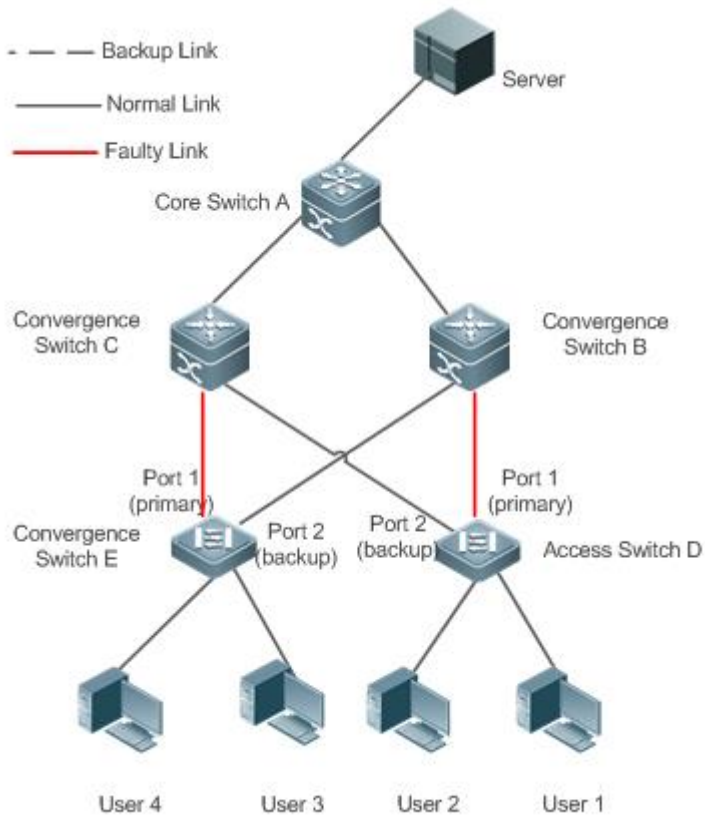 Backup Link
Normal Link
Faulty Link
Server
Core Switch A
Convergence
Switch C
Convergence
Switch B
Port 1
(primary)
Port 1
(primary)
Convergence
Switch E
Port 2
(backup)
Port 2
(backup)
Access Switch D
User 4
User 3
User 2
User 1